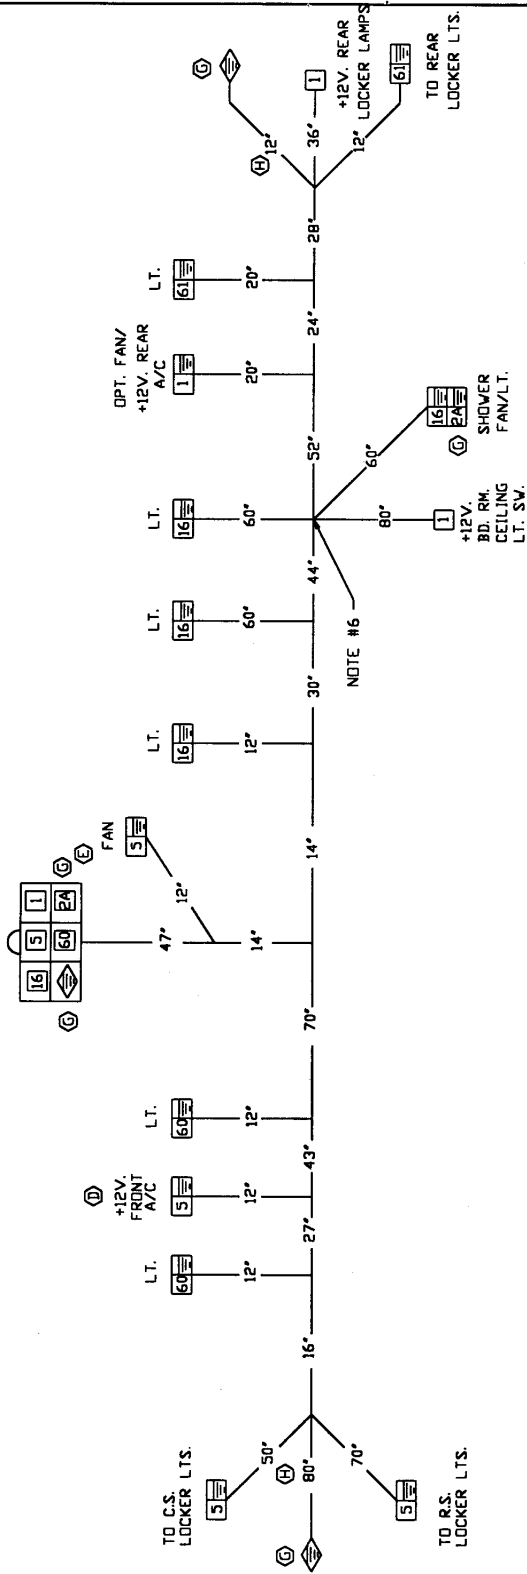 TO C.S.
LOCKER LTS.
5
50"
G
H
80"
70"
5
TO R.S.
LOCKER LTS.
16"
LT.
60
12"
27"
D
+12V.
FRONT
A/C
5
12"
43"
LT.
60
12"
70"
G
16 5 1
60 2A
G E
47"
FAN
5
12"
14"
14"
LT.
16
12"
30"
LT.
16
60"
44"
NOTE #6
LT.
16
60"
80"
1
+12V.
BD. RM.
CEILING
LT. SW.
60"
16
2A
G
SHOWER
FAN/LT.
52"
OPT. FAN/
+12V. REAR
A/C
1
20"
24"
LT.
61
20"
28"
G
H
12"
36"
1
+12V. REAR
LOCKER LAMPS
12"
61
TO REAR
LOCKER LTS.